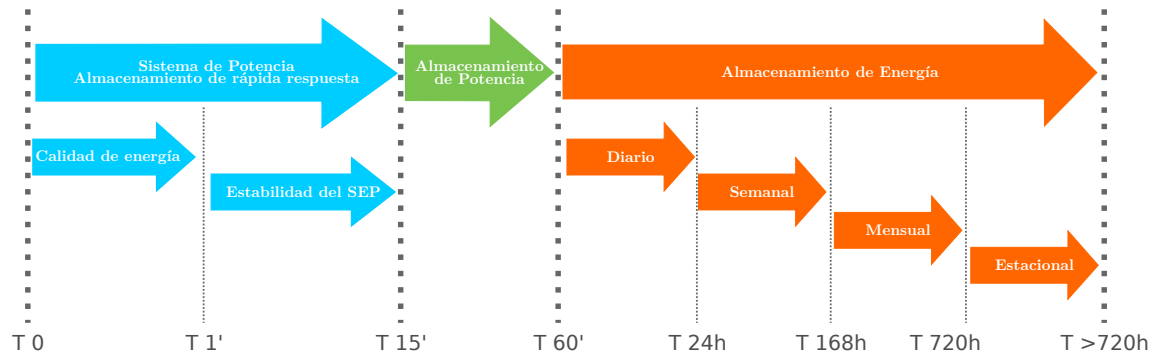 Sistema de Potencia
Almacenamiento de rápida respuesta
Almacenamiento
de Potencia
Almacenamiento de Energía
Calidad de energía
Diario
Estabilidad del SEP
Semanal
Mensual
Estacional
T 0
T 1'
T 15'
T 60'
T 24h
T 168h
T 720h
T >720h